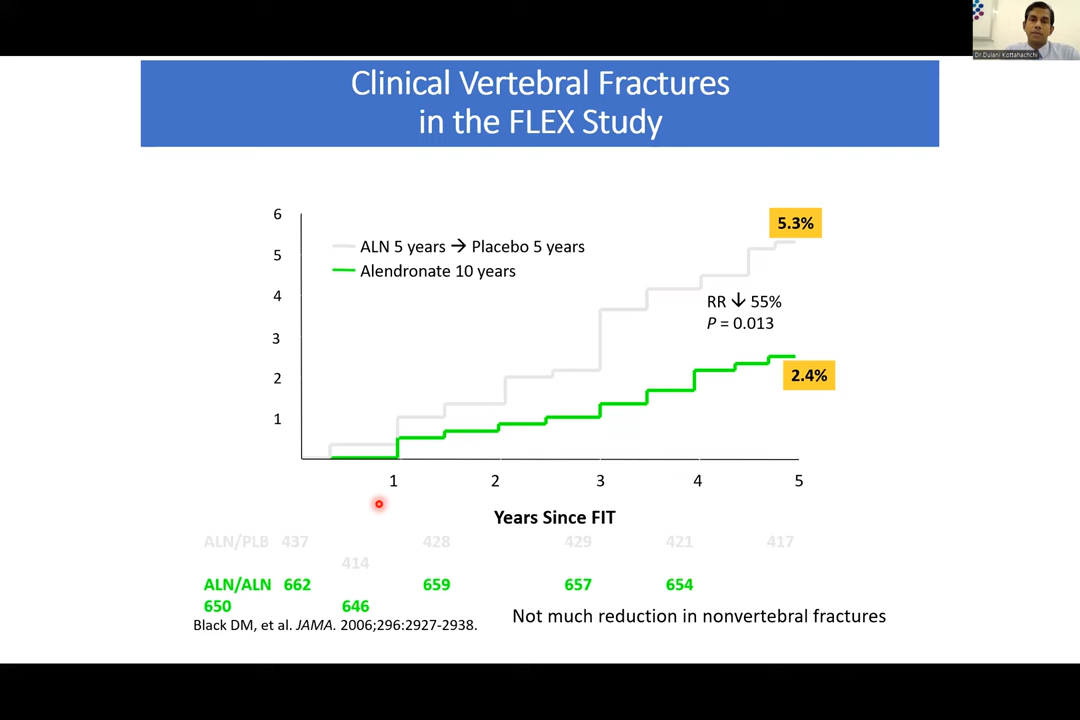 Dr Dulani Kottahachchi
Clinical Vertebral Fractures
in the FLEX Study
6
5
4
3
2
1
ALN 5 years → Placebo 5 years
Alendronate 10 years
5.3%
RR ↓ 55%
P = 0.013
2.4%
1 2 3 4 5
Years Since FIT
ALN/PLB 437 428 429 421 417
414
ALN/ALN 662 659 657 654
650 646
Not much reduction in nonvertebral fractures
Black DM, et al. JAMA. 2006;296:2927-2938.